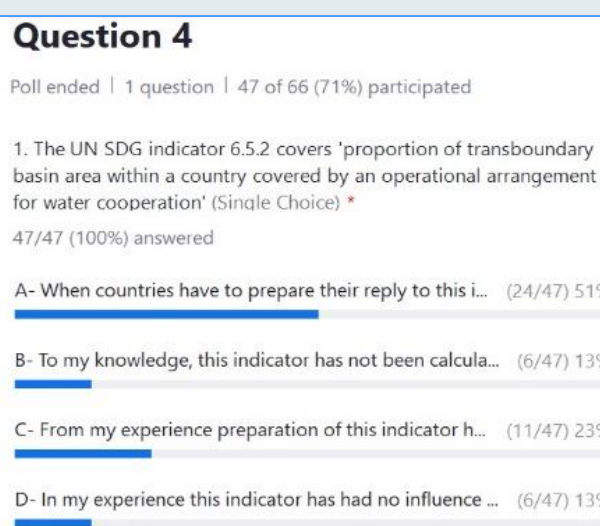 Question 4
Poll ended | 1 question | 47 of 66 (71%) participated
1. The UN SDG indicator 6.5.2 covers 'proportion of transboundary
basin area within a country covered by an operational arrangement
for water cooperation' (Single Choice) *
47/47 (100%) answered
A- When countries have to prepare their reply to this i... (24/47) 51%
B- To my knowledge, this indicator has not been calcula... (6/47) 13%
C- From my experience preparation of this indicator h... (11/47) 23%
D- In my experience this indicator has had no influence ... (6/47) 13%